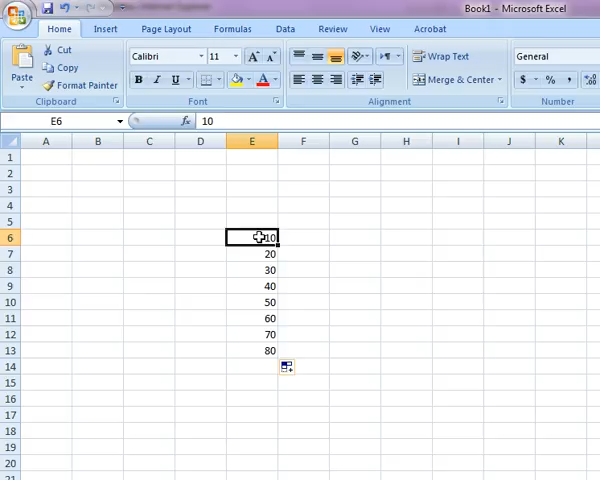 Book1 - Microsoft Excel
Home Insert Page Layout Formulas Data Review View Acrobat
Cut
Copy
Format Painter
Paste
Calibri 11 A A
B I U A
Wrap Text
Merge & Center
General
$ % , .00
Clipboard Font Alignment Number
E6 fx 10
A B C D E F G H I J K
1
2
3
4
5
6 10
7 20
8 30
9 40
10 50
11 60
12 70
13 80
14
15
16
17
18
19
20
21